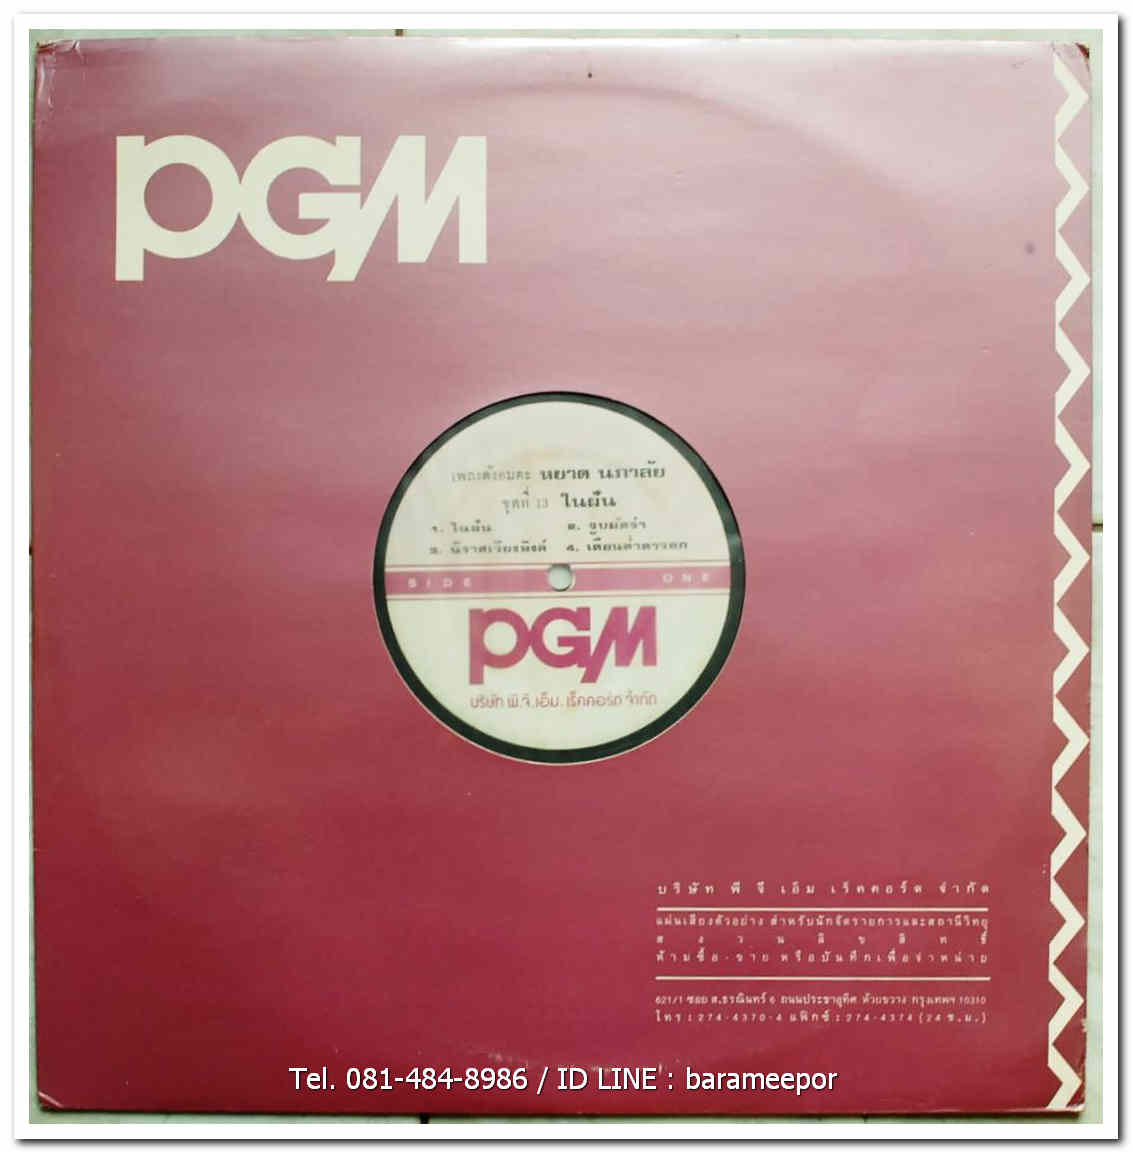 PGM
เพลงดังอมตะ หยาด นภาลัย
ชุดที่ 13 ในฝัน
๑. ในฝัน ๒. จูบมัดจำ
๓. นิราศเวียงพิงค์ ๔. เดือนต่ำดาวตก
SIDE ONE
PGM
บริษัท พี.จี.เอ็ม. เร็คคอร์ด จำกัด
บริษัท พี จี เอ็ม เร็คคอร์ด จำกัด
แผ่นเสียงตัวอย่าง สำหรับนักจัดรายการและสถานีวิทยุ
สงวนลิขสิทธิ์
ห้ามซื้อ-ขาย หรือบันทึกเพื่อจำหน่าย
621/1 ซอย ส.ธรณินทร์ 6 ถนนประชาอุทิศ ห้วยขวาง กรุงเทพฯ 10310
โทร : 274-4370-4 แฟ๊กซ์ : 274-4374 (24 ช.ม.)
Tel. 081-484-8986 / ID LINE : barameepor